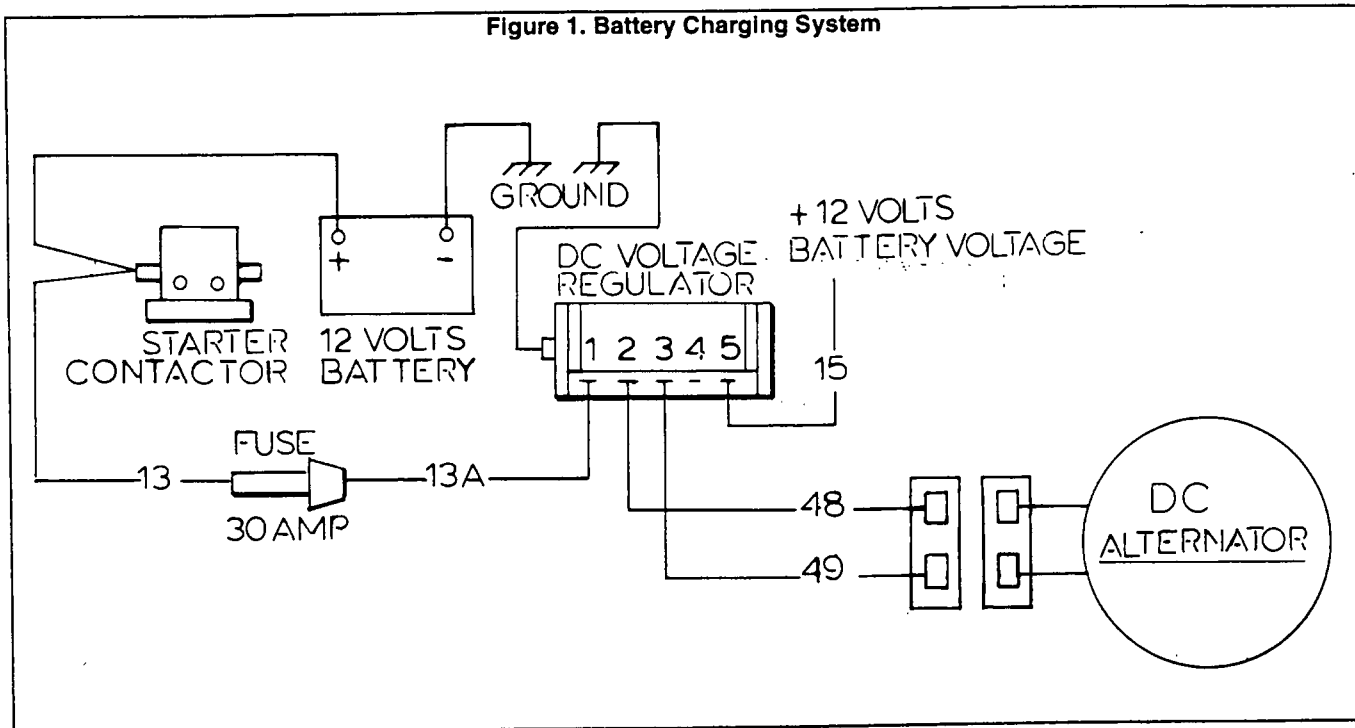 Figure 1. Battery Charging System
GROUND
+ 12 VOLTS
BATTERY VOLTAGE
DC VOLTAGE
REGULATOR
+
-
1 2 3 4 5
STARTER
CONTACTOR
12 VOLTS
BATTERY
15
FUSE
13
13A
30 AMP
48
49
DC
ALTERNATOR